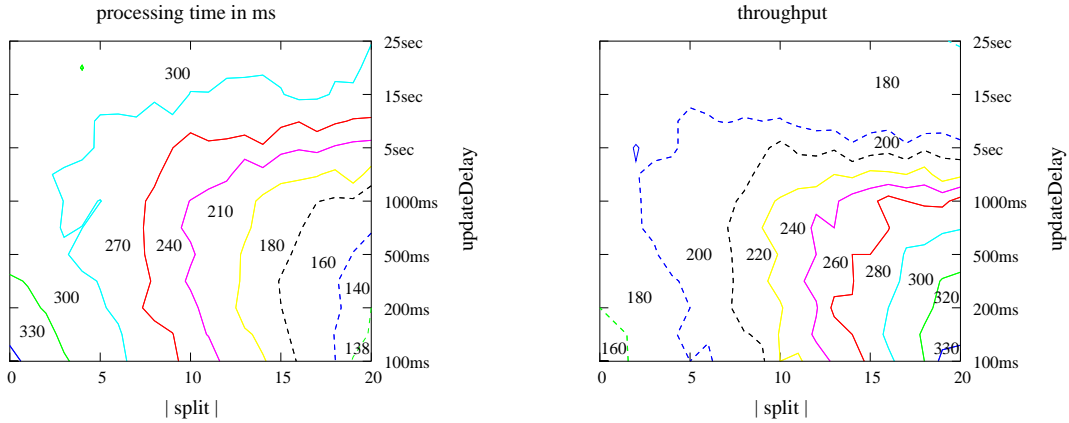 processing time in ms
300
300
270
240
210
180
160
140
138
330
25sec
15sec
5sec
1000ms
500ms
200ms
100ms
updateDelay
0 5 10 15 20
| split |
throughput
180
200
200
220
240
260
280
300
320
330
180
160
25sec
15sec
5sec
1000ms
500ms
200ms
100ms
updateDelay
0 5 10 15 20
| split |